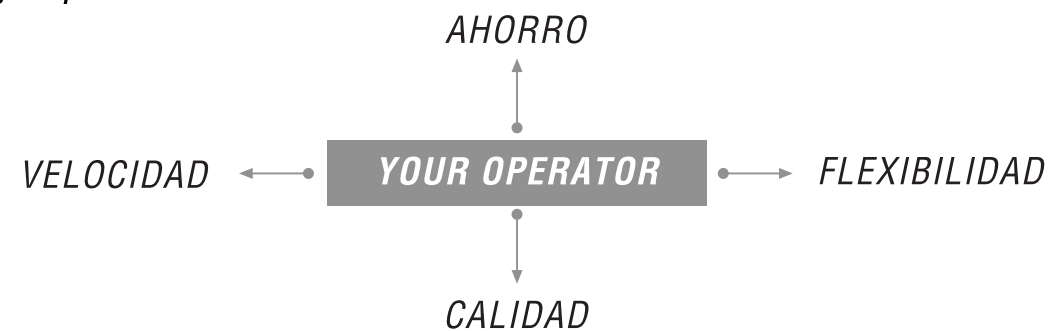 AHORRO
VELOCIDAD
YOUR OPERATOR
FLEXIBILIDAD
CALIDAD